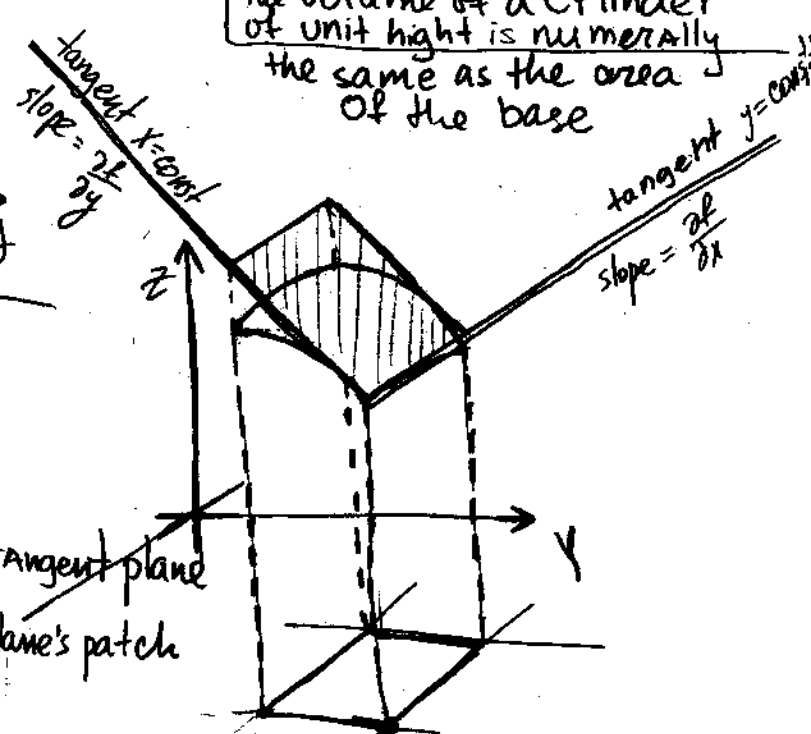 volume of a cylinder
of unit hight is numerally
the same as the area
Of the base
tangent x=const
slope = ∂f/∂y
tangent y=const
slope = ∂f/∂x
Z
Y
tangent plane
plane's patch